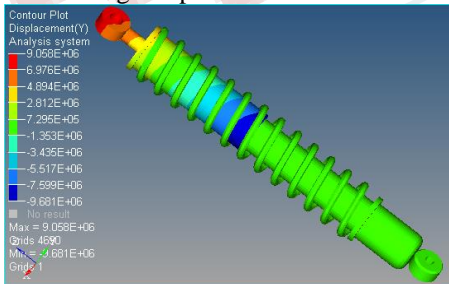 Contour Plot
Displacement(Y)
Analysis system
9.058E+06
6.976E+06
4.894E+06
2.812E+06
7.295E+05
-1.353E+06
-3.435E+06
-5.517E+06
-7.599E+06
-9.681E+06
No result
Max = 9.058E+06
Grids 4690
Min = -9.681E+06
Grids 1